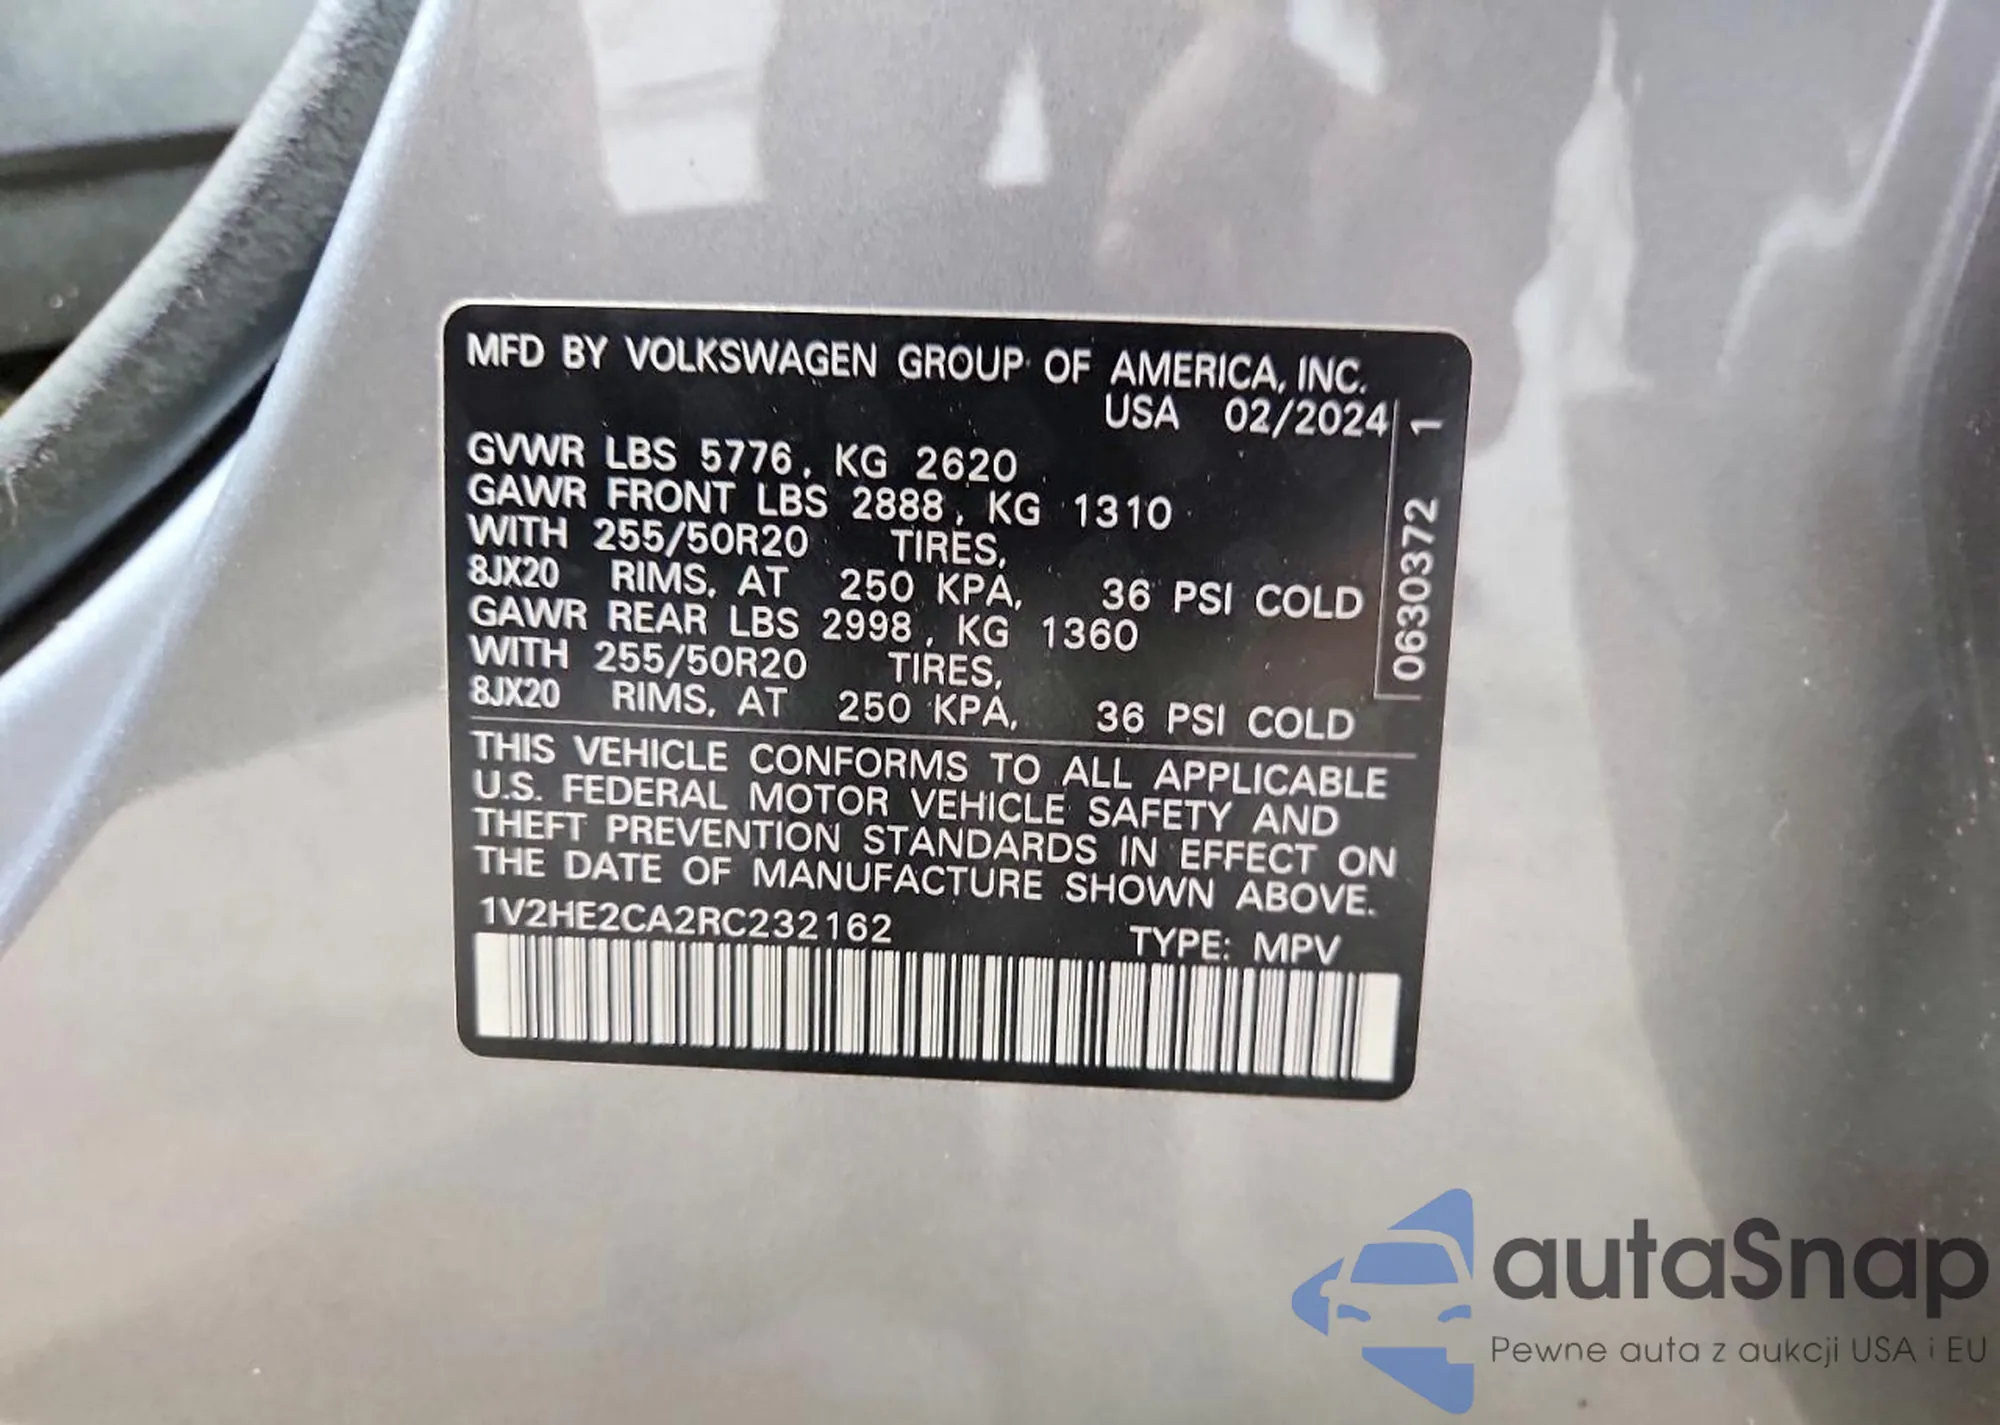 MFD BY VOLKSWAGEN GROUP OF AMERICA, INC.
USA 02/2024
GVWR LBS 5776, KG 2620
GAWR FRONT LBS 2888, KG 1310
WITH 255/50R20 TIRES,
8JX20 RIMS, AT 250 KPA, 36 PSI COLD
GAWR REAR LBS 2998, KG 1360
WITH 255/50R20 TIRES,
8JX20 RIMS, AT 250 KPA, 36 PSI COLD
0630372 1
THIS VEHICLE CONFORMS TO ALL APPLICABLE
U.S. FEDERAL MOTOR VEHICLE SAFETY AND
THEFT PREVENTION STANDARDS IN EFFECT ON
THE DATE OF MANUFACTURE SHOWN ABOVE.
1V2HE2CA2RC232162 TYPE: MPV
autaSnap
Pewne auta z aukcji USA i EU